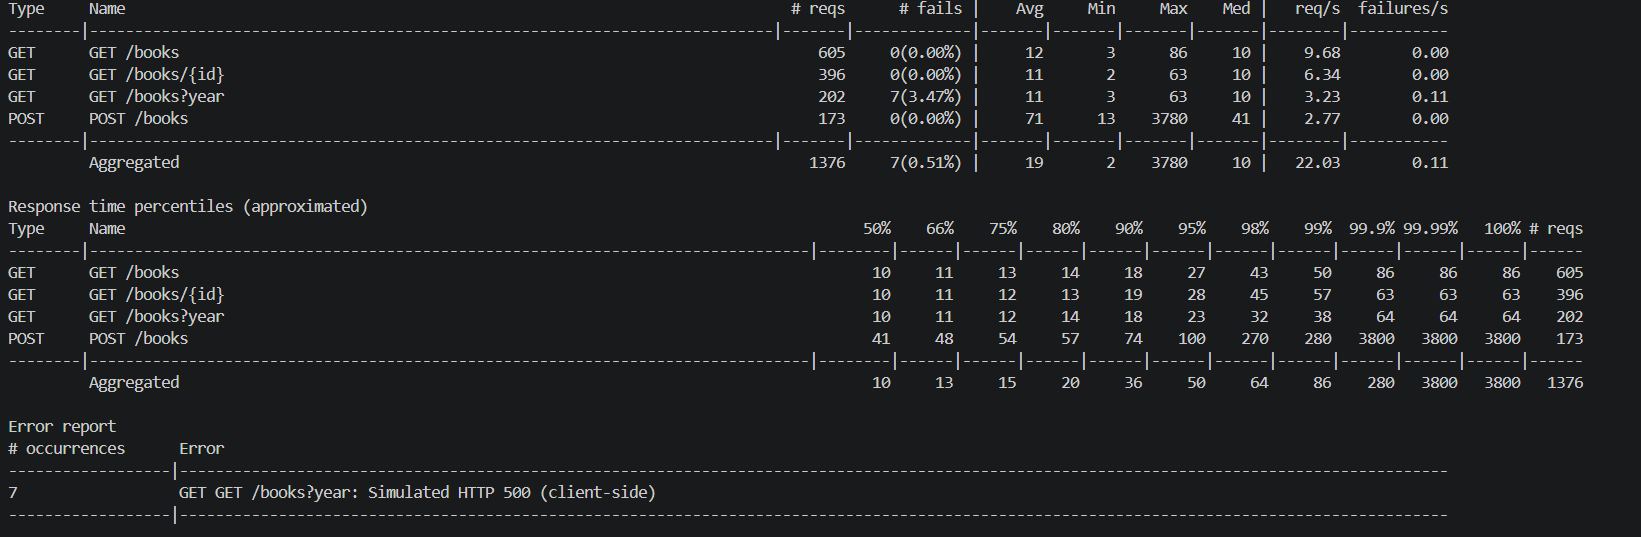 Type     Name                                                                          # reqs      # fails |    Avg     Min     Max    Med |   req/s  failures/s
--------|----------------------------------------------------------------------------|-------|-------------|-------|-------|-------|-------|--------|-----------
GET      GET /books                                                                       605     0(0.00%) |     12       3      86     10 |    9.68        0.00
GET      GET /books/{id}                                                                  396     0(0.00%) |     11       2      63     10 |    6.34        0.00
GET      GET /books?year                                                                  202     7(3.47%) |     11       3      63     10 |    3.23        0.11
POST     POST /books                                                                      173     0(0.00%) |     71      13    3780     41 |    2.77        0.00
--------|----------------------------------------------------------------------------|-------|-------------|-------|-------|-------|-------|--------|-----------
         Aggregated                                                                      1376     7(0.51%) |     19       2    3780     10 |   22.03        0.11
Response time percentiles (approximated)
Type     Name                                                                                  50%    66%    75%    80%    90%    95%    98%    99%  99.9% 99.99%   100% # reqs
--------|--------------------------------------------------------------------------------|--------|------|------|------|------|------|------|------|------|------|------|------
GET      GET /books                                                                             10     11     13     14     18     27     43     50     86     86     86    605
GET      GET /books/{id}                                                                        10     11     12     13     19     28     45     57     63     63     63    396
GET      GET /books?year                                                                        10     11     12     14     18     23     32     38     64     64     64    202
POST     POST /books                                                                            41     48     54     57     74    100    270    280   3800   3800   3800    173
--------|--------------------------------------------------------------------------------|--------|------|------|------|------|------|------|------|------|------|------|------
         Aggregated                                                                             10     13     15     20     36     50     64     86    280   3800   3800   1376
Error report
# occurrences      Error
------------------|---------------------------------------------------------------------------------------------------------------------------------------------
7                  GET GET /books?year: Simulated HTTP 500 (client-side)
------------------|---------------------------------------------------------------------------------------------------------------------------------------------